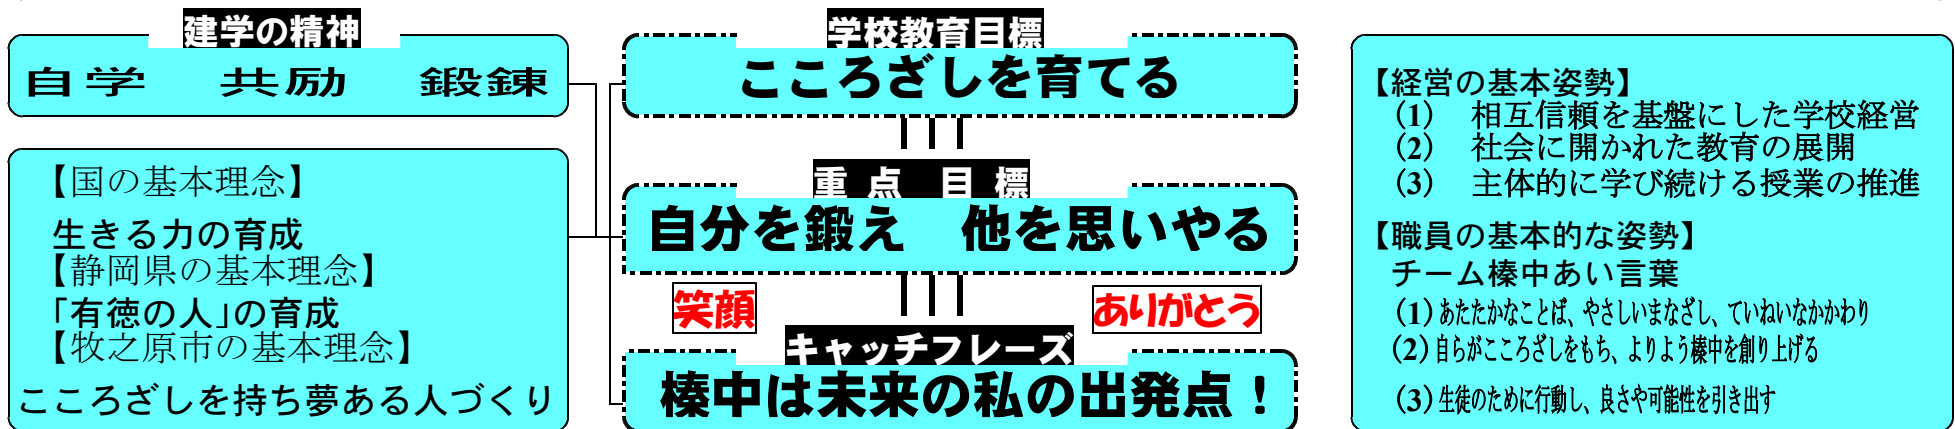 建学の精神
自学　共励　鍛錬
【国の基本理念】
生きる力の育成
【静岡県の基本理念】
「有徳の人」の育成
【牧之原市の基本理念】
こころざしを持ち夢ある人づくり
学校教育目標
こころざしを育てる
重点目標
自分を鍛え　他を思いやる
笑顔
ありがとう
キャッチフレーズ
榛中は未来の私の出発点！
【経営の基本姿勢】
(1)　相互信頼を基盤にした学校経営
(2)　社会に開かれた教育の展開
(3)　主体的に学び続ける授業の推進
【職員の基本的な姿勢】
チーム榛中あい言葉
(1)あたたかなことば、やさしいまなざし、ていねいなかかわり
(2)自らがこころざしをもち、よりよう榛中を創り上げる
(3)生徒のために行動し、良さや可能性を引き出す